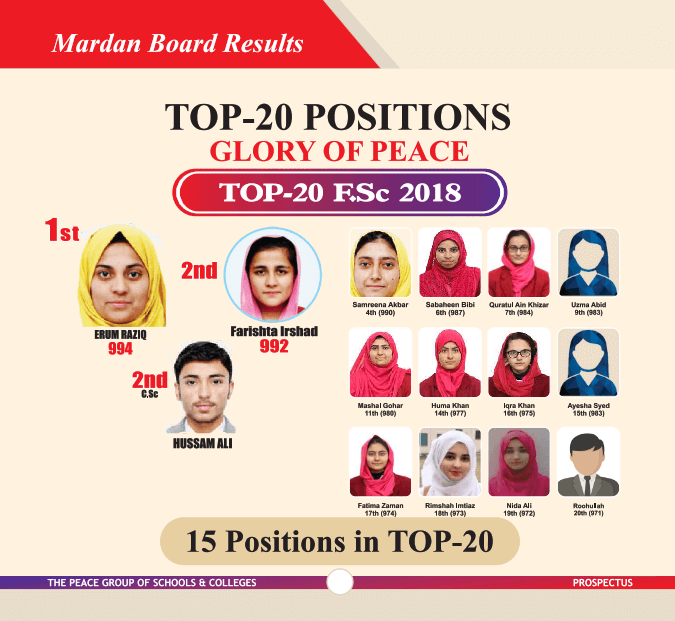 Mardan Board Results
TOP-20 POSITIONS
GLORY OF PEACE
TOP-20 F.Sc 2018
1st
ERUM RAZIQ
994
2nd
Farishta Irshad
992
2nd
C.Sc
HUSSAM ALI
Samreena Akbar
4th (990)
Sabaheen Bibi
6th (987)
Quratul Ain Khizar
7th (984)
Uzma Abid
9th (983)
Mashal Gohar
11th (980)
Huma Khan
14th (977)
Iqra Khan
16th (975)
Ayesha Syed
15th (983)
Fatima Zaman
17th (974)
Rimshah Imtiaz
18th (973)
Nida Ali
19th (972)
Roohullah
20th (971)
15 Positions in TOP-20
THE PEACE GROUP OF SCHOOLS & COLLEGES
PROSPECTUS